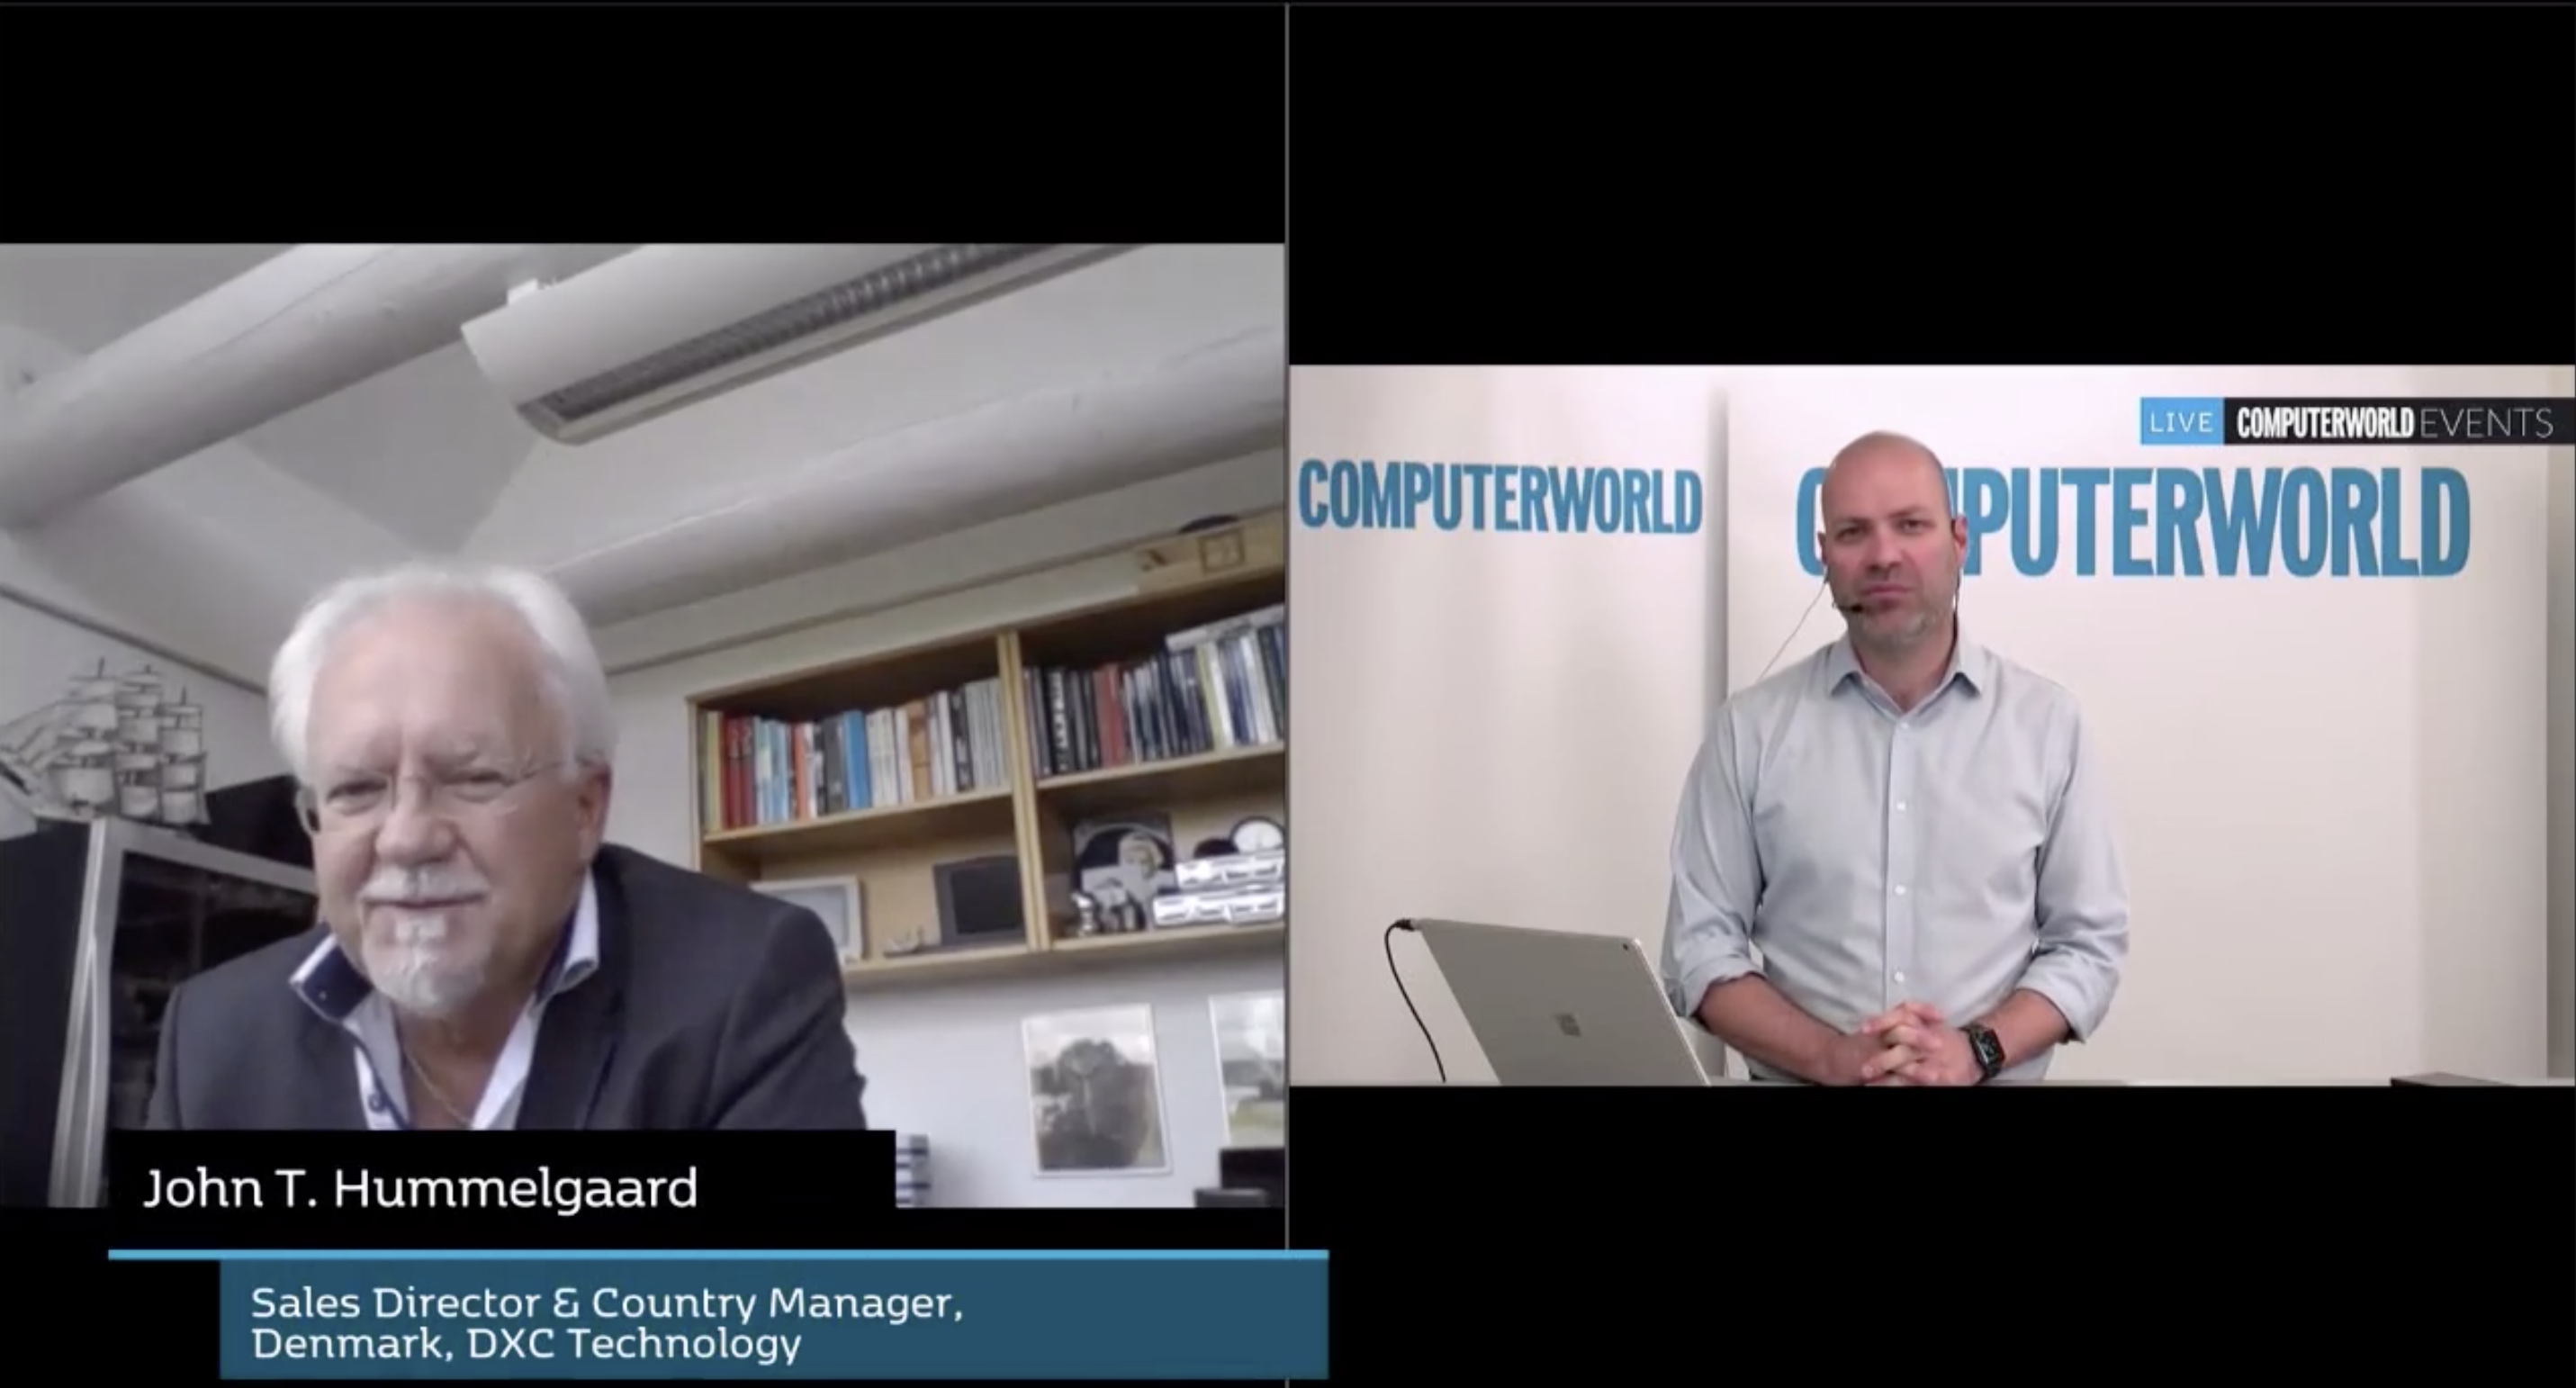 LIVE COMPUTERWORLD EVENTS
COMPUTERWORLD
PUTERWORLD
John T. Hummelgaard
Sales Director & Country Manager,
Denmark, DXC Technology